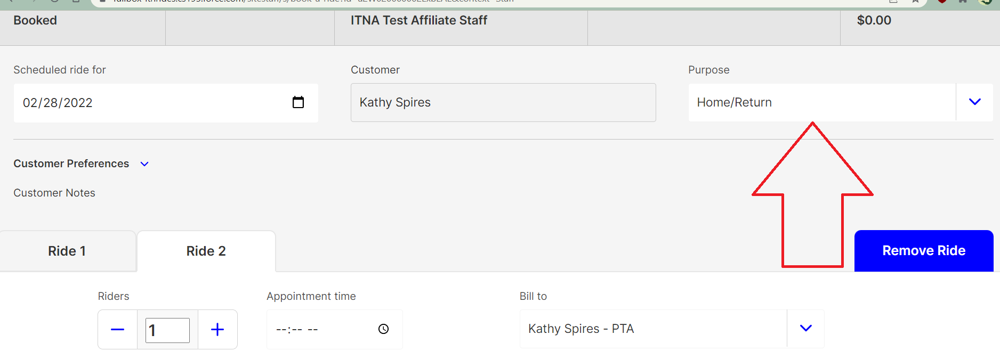 Booked
ITNA Test Affiliate Staff
$0.00
Scheduled ride for
Customer
Purpose
02/28/2022
Kathy Spires
Home/Return
Customer Preferences
Customer Notes
Ride 1
Ride 2
Remove Ride
Riders
Appointment time
Bill to
1
--:-- --
Kathy Spires - PTA